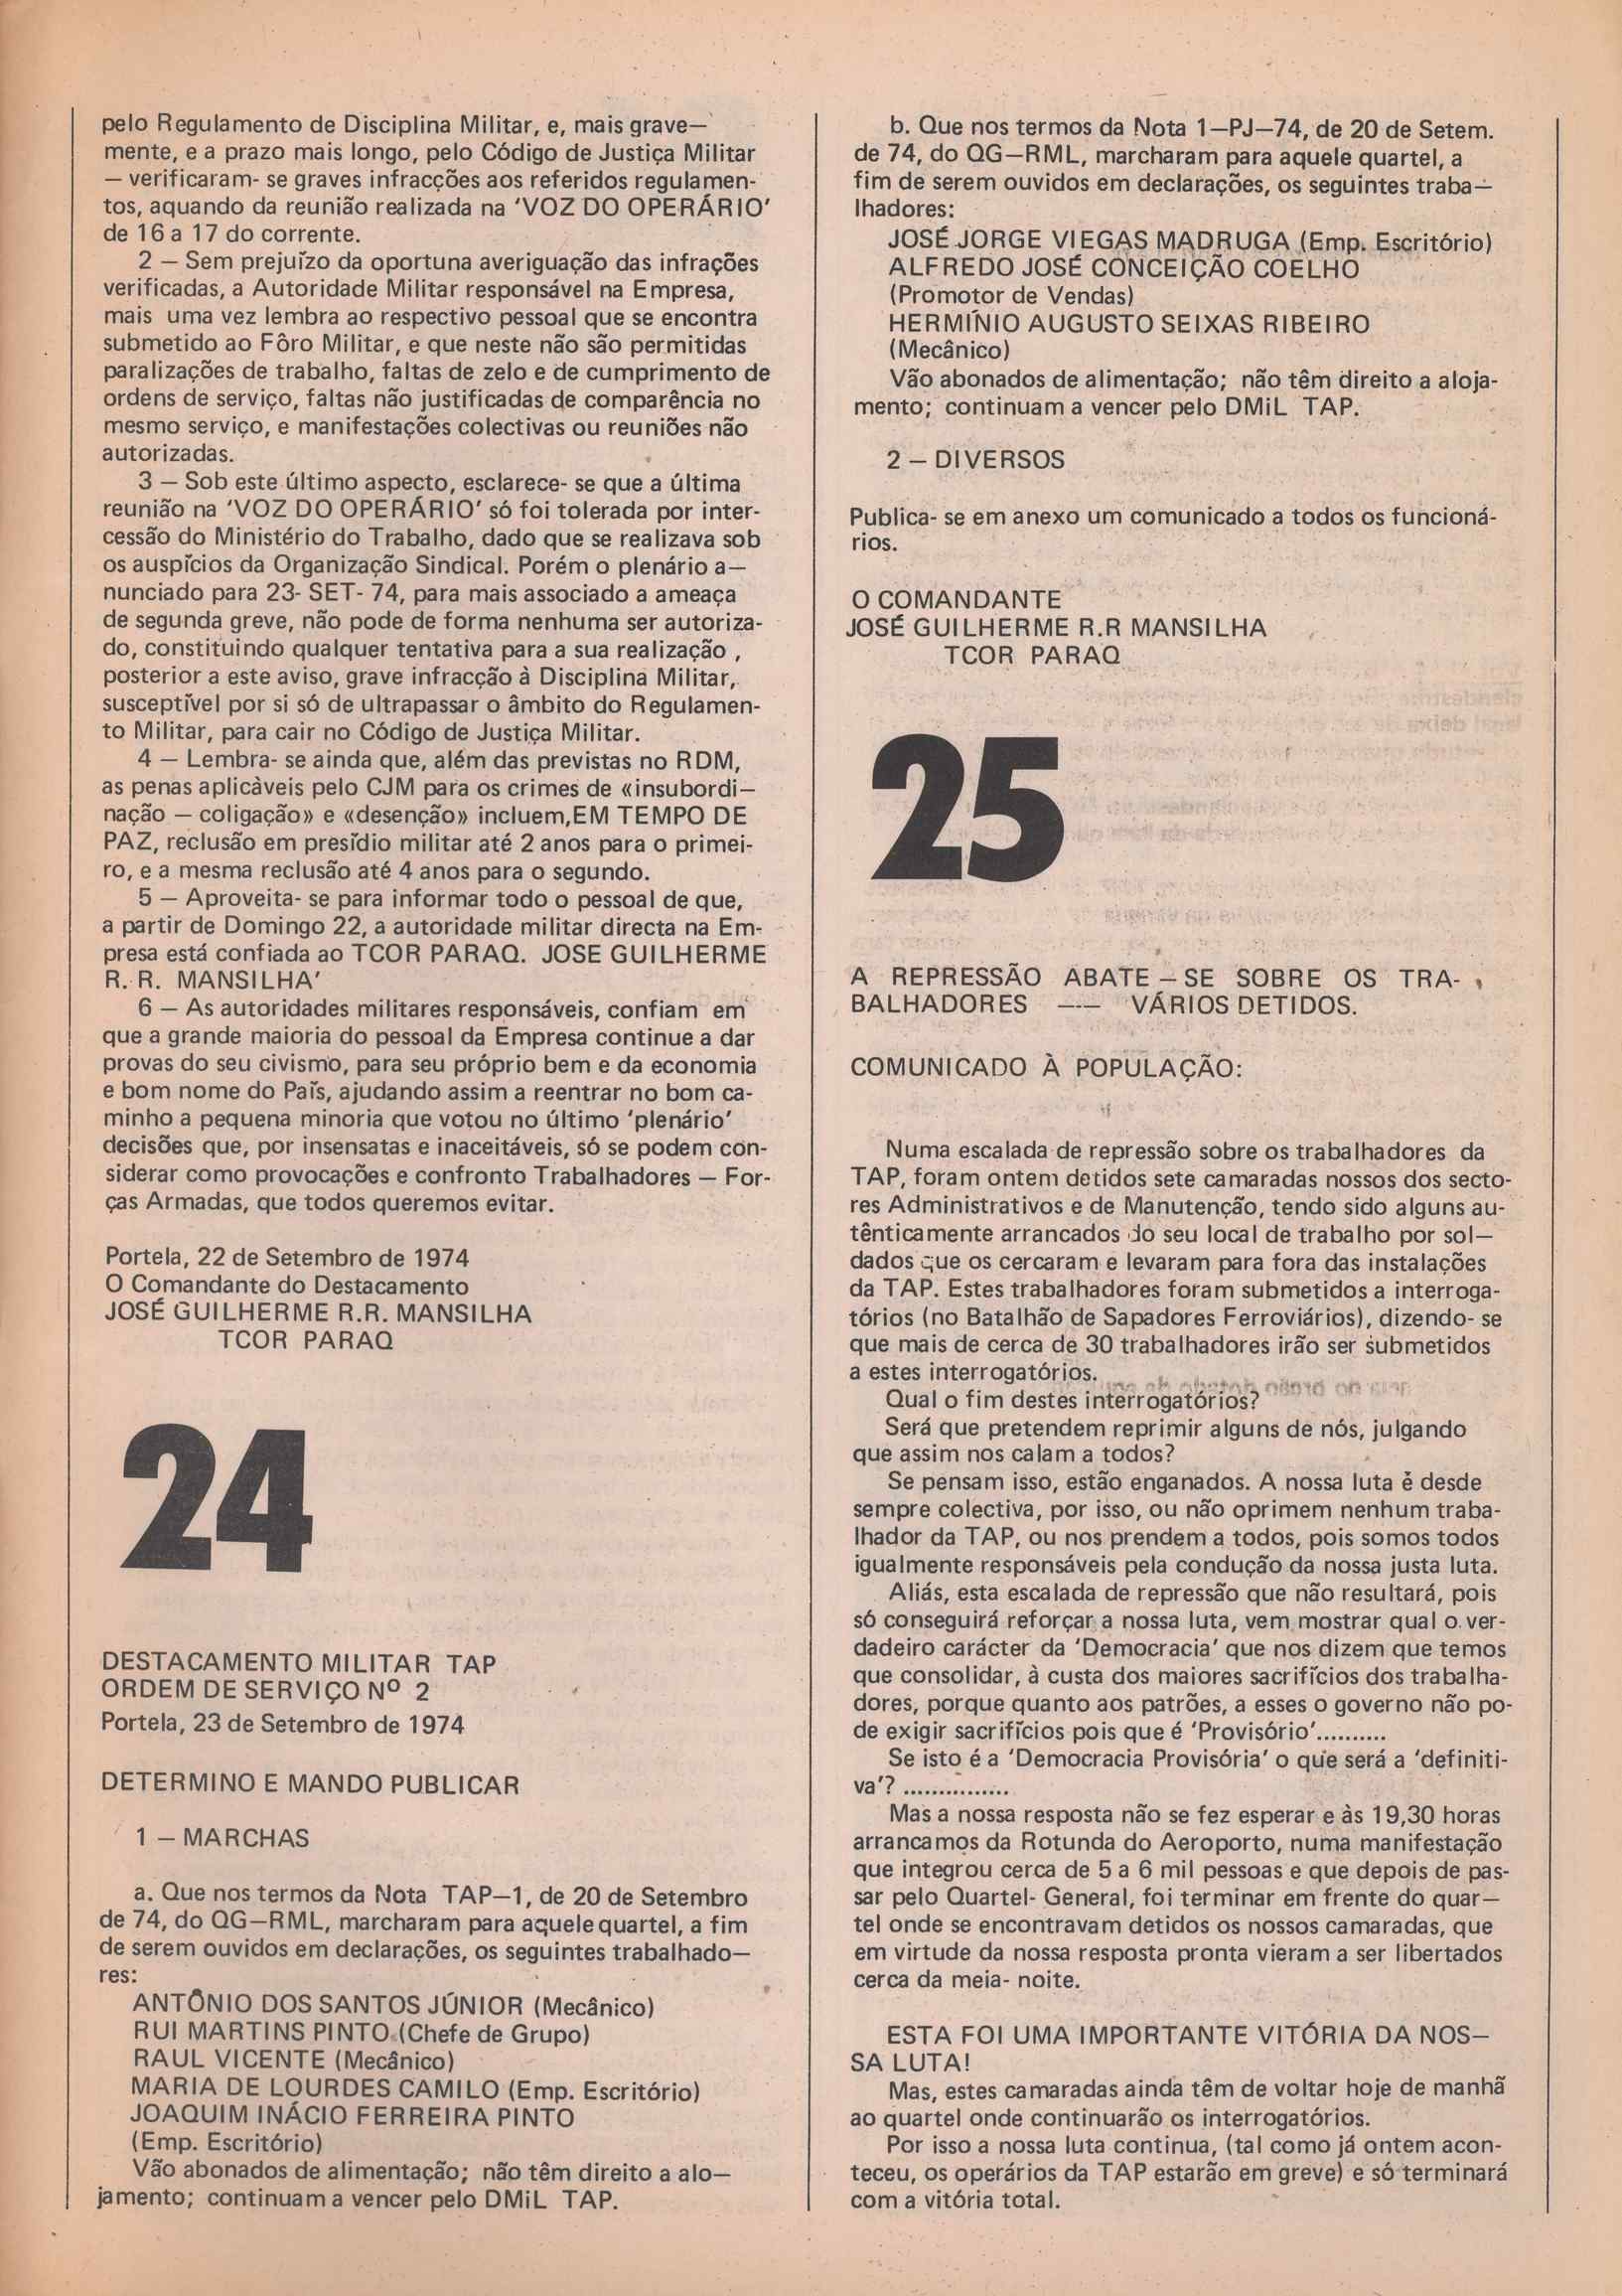 pelo Regulamento de Disciplina Militar, e, mais grave—
mente, e a prazo mais longo, pelo Código de Justiça Militar
— verificaram- se graves infracções aos referidos regulamen-
tos, aquando da reunião realizada na 'VOZ DO OPERÁRIO'
de 16 a 17 do corrente.
2 — Sem prejuízo da oportuna averiguação das infrações
verificadas, a Autoridade Militar responsável na Empresa,
mais uma vez lembra ao respectivo pessoal que se encontra
submetido ao Fôro Militar, e que neste não são permitidas
paralizações de trabalho, faltas de zelo e de cumprimento de
ordens de serviço, faltas não justificadas de comparência no
mesmo serviço, e manifestações colectivas ou reuniões não
autorizadas.
3 — Sob este último aspecto, esclarece- se que a última
reunião na 'VOZ DO OPERÁRIO' só foi tolerada por inter-
cessão do Ministério do Trabalho, dado que se realizava sob
os auspícios da Organização Sindical. Porém o plenário a—
nunciado para 23- SET- 74, para mais associado a ameaça
de segunda greve, não pode de forma nenhuma ser autoriza-
do, constituindo qualquer tentativa para a sua realização ,
posterior a este aviso, grave infracção à Disciplina Militar,
susceptível por si só de ultrapassar o âmbito do Regulamen-
to Militar, para cair no Código de Justiça Militar.
4 — Lembra- se ainda que, além das previstas no RDM,
as penas aplicàveis pelo CJM para os crimes de «insubordi—
nação — coligação» e «desenção» incluem,EM TEMPO DE
PAZ, reclusão em presídio militar até 2 anos para o primei-
ro, e a mesma reclusão até 4 anos para o segundo.
5 — Aproveita- se para informar todo o pessoal de que,
a partir de Domingo 22, a autoridade militar directa na Em-
presa está confiada ao TCOR PARAQ. JOSE GUILHERME
R. R. MANSILHA'
6 — As autoridades militares responsáveis, confiam em
que a grande maioria do pessoal da Empresa continue a dar
provas do seu civismo, para seu próprio bem e da economia
e bom nome do País, ajudando assim a reentrar no bom ca-
minho a pequena minoria que votou no último 'plenário'
decisões que, por insensatas e inaceitáveis, só se podem con-
siderar como provocações e confronto Trabalhadores — For-
ças Armadas, que todos queremos evitar.
Portela, 22 de Setembro de 1974
O Comandante do Destacamento
JOSÉ GUILHERME R.R. MANSILHA
TCOR PARAQ
24
DESTACAMENTO MILITAR TAP
ORDEM DE SERVIÇO Nº 2
Portela, 23 de Setembro de 1974
DETERMINO E MANDO PUBLICAR
1 — MARCHAS
a. Que nos termos da Nota TAP—1, de 20 de Setembro
de 74, do QG—RML, marcharam para aquele quartel, a fim
de serem ouvidos em declarações, os seguintes trabalhado—
res:
ANTÔNIO DOS SANTOS JÚNIOR (Mecânico)
RUI MARTINS PINTO (Chefe de Grupo)
RAUL VICENTE (Mecânico)
MARIA DE LOURDES CAMILO (Emp. Escritório)
JOAQUIM INÁCIO FERREIRA PINTO
(Emp. Escritório)
Vão abonados de alimentação; não têm direito a alo—
jamento; continuam a vencer pelo DMiL TAP.
b. Que nos termos da Nota 1—PJ—74, de 20 de Setem.
de 74, do QG—RML, marcharam para aquele quartel, a
fim de serem ouvidos em declarações, os seguintes traba—
lhadores:
JOSÉ JORGE VIEGAS MADRUGA (Emp. Escritório)
ALFREDO JOSÉ CONCEIÇÃO COELHO
(Promotor de Vendas)
HERMÍNIO AUGUSTO SEIXAS RIBEIRO
(Mecânico)
Vão abonados de alimentação; não têm direito a aloja-
mento; continuam a vencer pelo DMiL TAP.
2 — DIVERSOS
Publica- se em anexo um comunicado a todos os funcioná-
rios.
O COMANDANTE
JOSÉ GUILHERME R.R MANSILHA
TCOR PARAQ
25
A REPRESSÃO ABATE — SE SOBRE OS TRA-
BALHADORES —— VÁRIOS DETIDOS.
COMUNICADO À POPULAÇÃO:
Numa escalada de repressão sobre os trabalhadores da
TAP, foram ontem detidos sete camaradas nossos dos secto-
res Administrativos e de Manutenção, tendo sido alguns au-
tênticamente arrancados do seu local de trabalho por sol—
dados que os cercaram e levaram para fora das instalações
da TAP. Estes trabalhadores foram submetidos a interroga-
tórios (no Batalhão de Sapadores Ferroviários), dizendo- se
que mais de cerca de 30 trabalhadores irão ser submetidos
a estes interrogatórios.
Qual o fim destes interrogatórios?
Será que pretendem reprimir alguns de nós, julgando
que assim nos calam a todos?
Se pensam isso, estão enganados. A nossa luta é desde
sempre colectiva, por isso, ou não oprimem nenhum traba-
lhador da TAP, ou nos prendem a todos, pois somos todos
igualmente responsáveis pela condução da nossa justa luta.
Aliás, esta escalada de repressão que não resultará, pois
só conseguirá reforçar a nossa luta, vem mostrar qual o ver-
dadeiro carácter da 'Democracia' que nos dizem que temos
que consolidar, à custa dos maiores sacrifícios dos trabalha-
dores, porque quanto aos patrões, a esses o governo não po-
de exigir sacrifícios pois que é 'Provisório'..........
Se isto é a 'Democracia Provisória' o que será a 'definiti-
va'? ...............
Mas a nossa resposta não se fez esperar e às 19,30 horas
arrancamos da Rotunda do Aeroporto, numa manifestação
que integrou cerca de 5 a 6 mil pessoas e que depois de pas-
sar pelo Quartel- General, foi terminar em frente do quar—
tel onde se encontravam detidos os nossos camaradas, que
em virtude da nossa resposta pronta vieram a ser libertados
cerca da meia- noite.
ESTA FOI UMA IMPORTANTE VITÓRIA DA NOS—
SA LUTA!
Mas, estes camaradas ainda têm de voltar hoje de manhã
ao quartel onde continuarão os interrogatórios.
Por isso a nossa luta continua, (tal como já ontem acon-
teceu, os operários da TAP estarão em greve) e só terminará
com a vitória total.